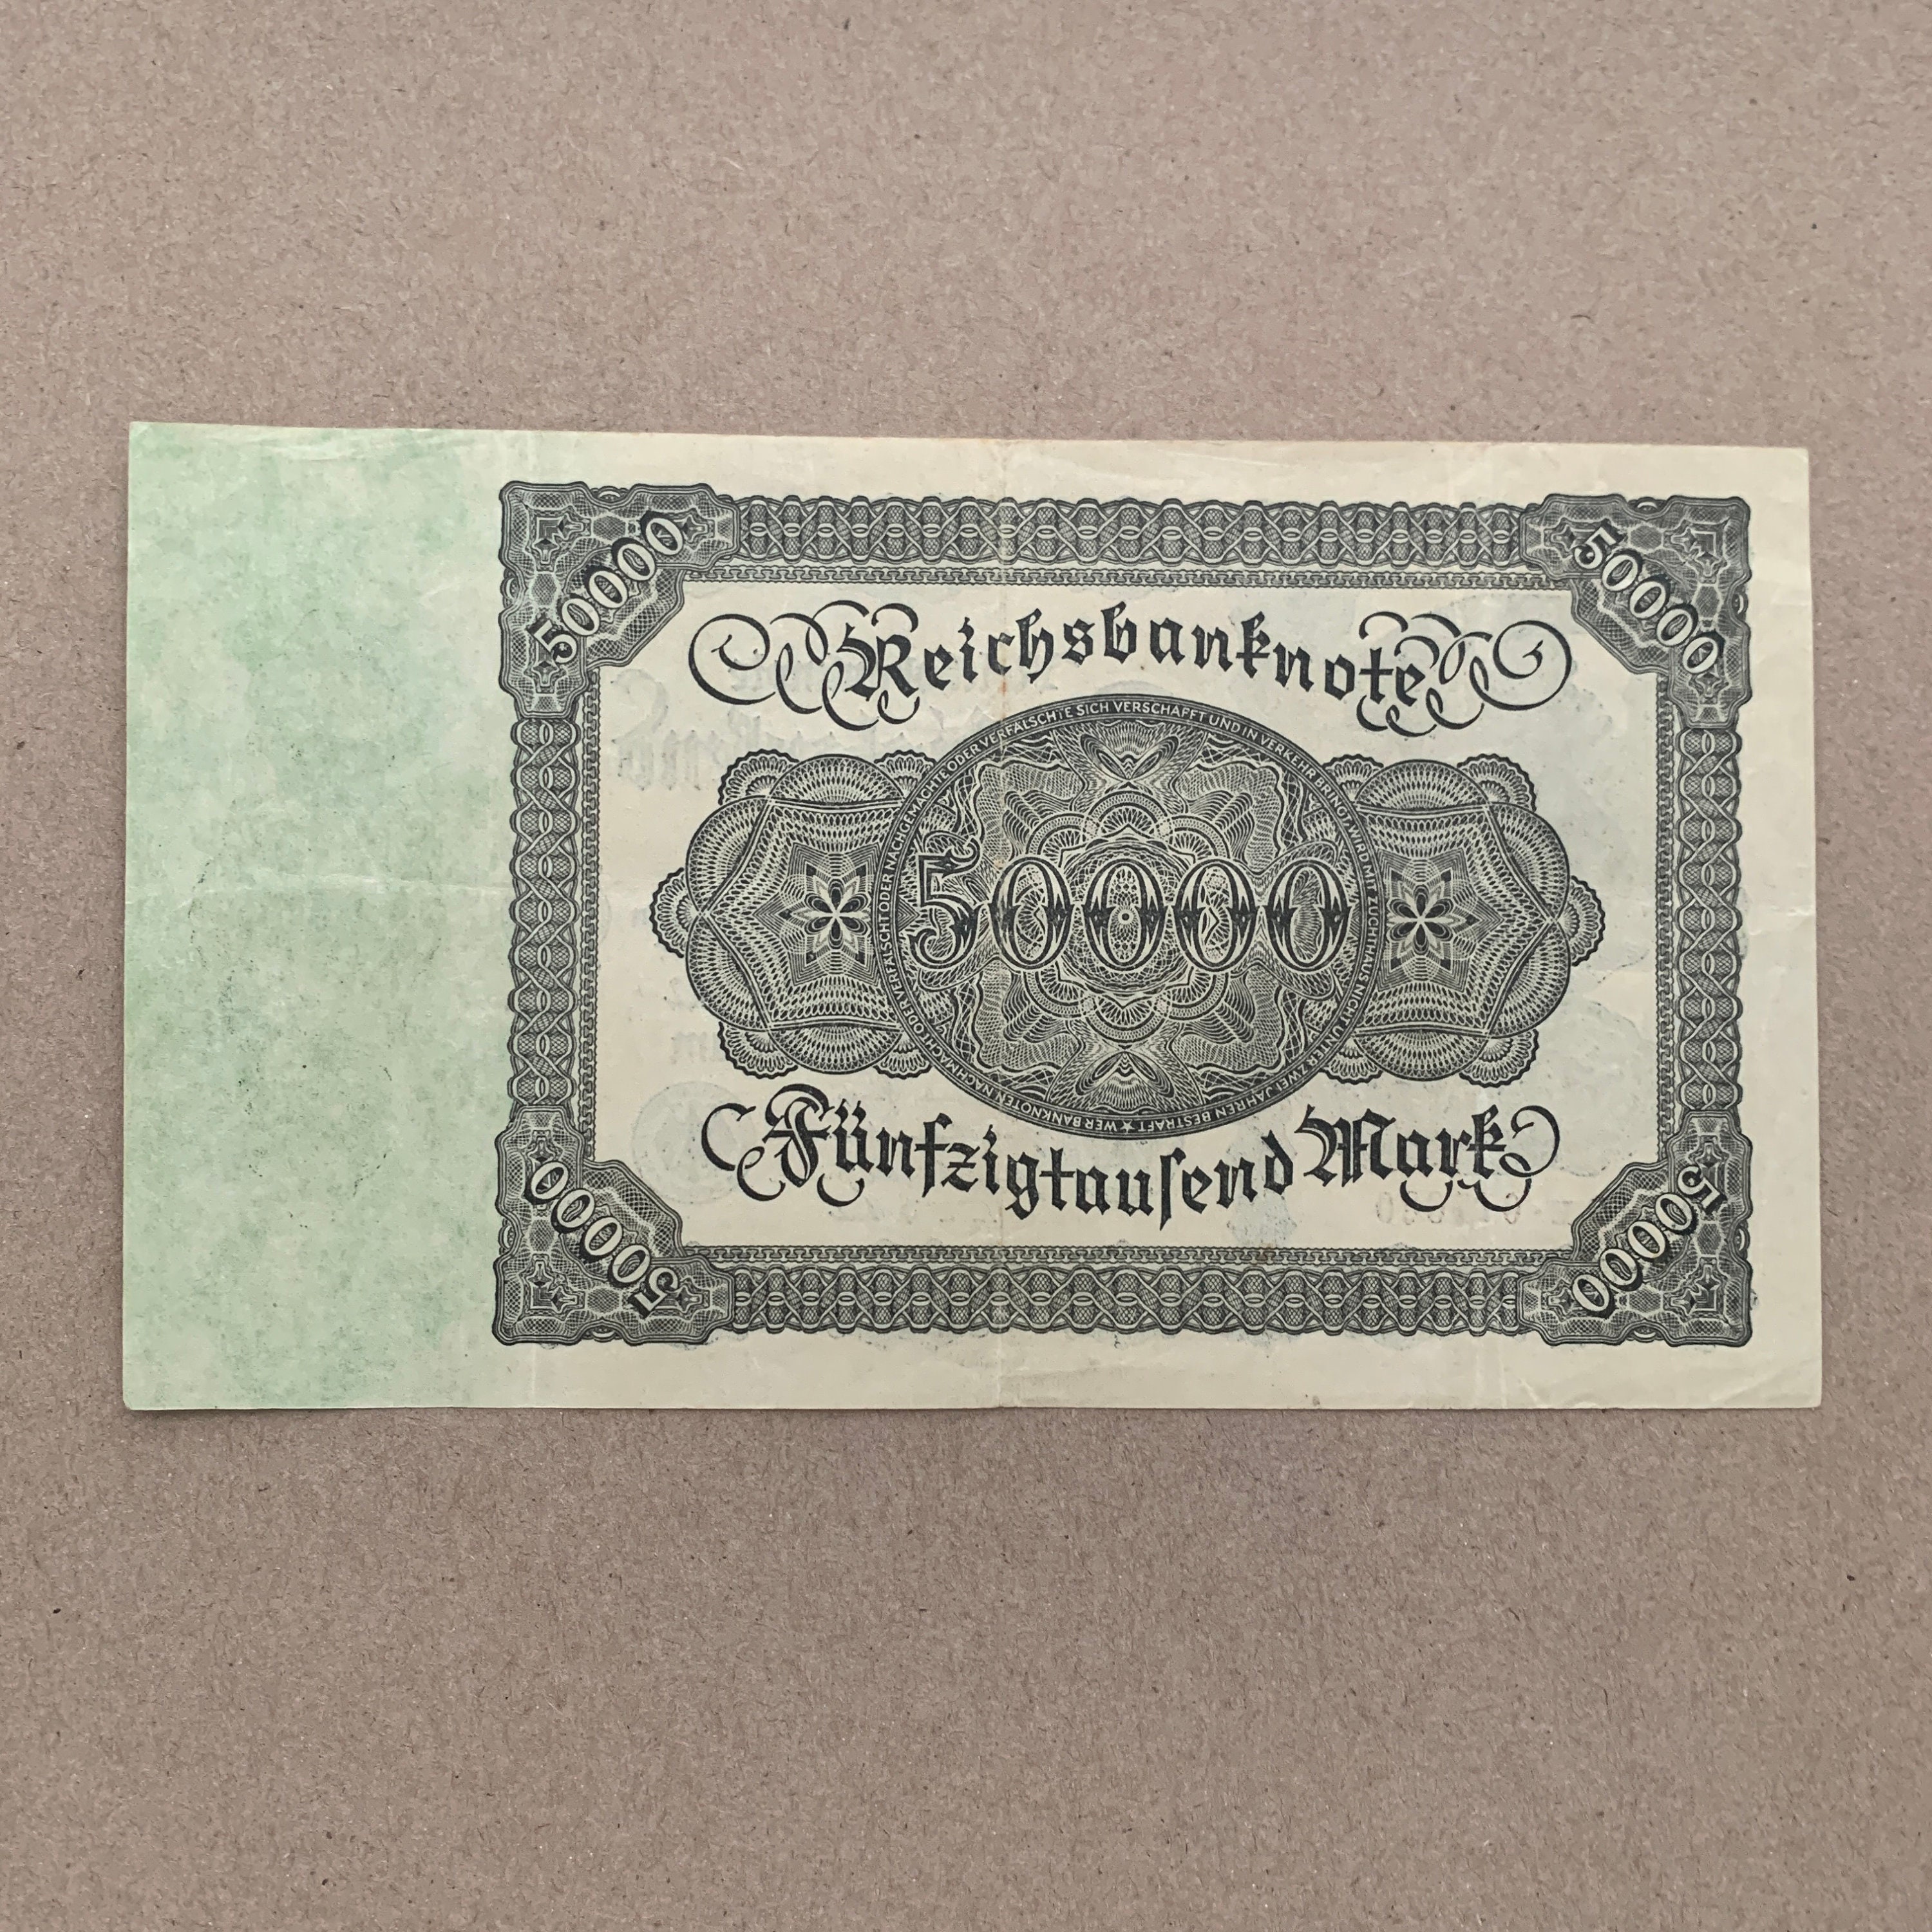 50000
50000
Reichsbanknote
WER BANKNOTEN NACHMACHT ODER VERFÄLSCHT ODER NACHGEMACHTE ODER VERFÄLSCHTE SICH VERSCHAFFT UND IN VERKEHR BRINGT, WIRD MIT ZUCHTHAUS NICHT UNTER ZWEI JAHREN BESTRAFT ★
50000
Fünfzigtauſend Mark
50000
50000